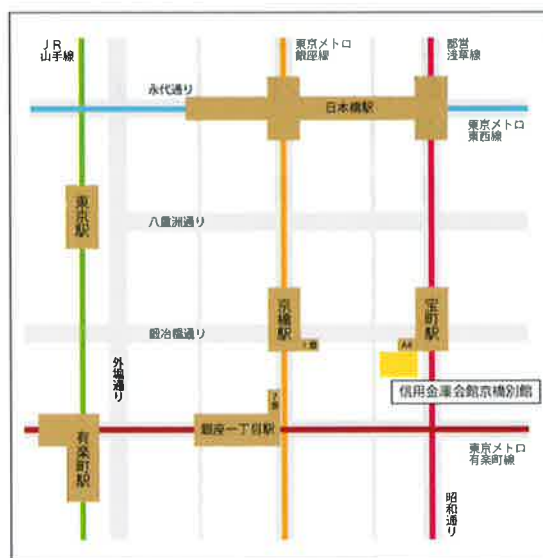 ＪＲ
山手線
東京メトロ
銀座線
都営
浅草線
永代通り
日本橋駅
東京メトロ
東西線
東京駅
八重洲通り
京橋駅
宝町駅
鍛冶橋通り
1番
A4
外堀通り
信用金庫会館京橋別館
7番
銀座一丁目駅
有楽町駅
東京メトロ
有楽町線
昭和通り